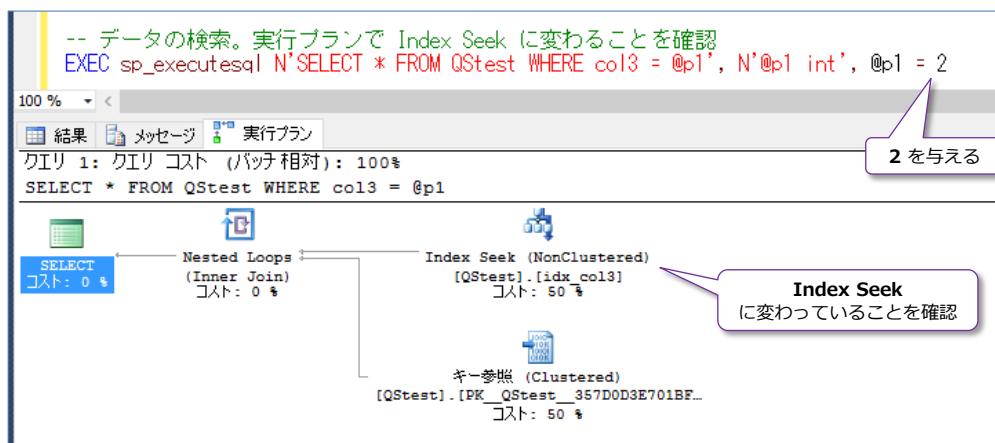 -- データの検索。実行プランで Index Seek に変わることを確認
EXEC sp_executesql N'SELECT * FROM QStest WHERE col3 = @p1', N'@p1 int', @p1 = 2
100 %
結果 メッセージ 実行プラン
2 を与える
クエリ 1: クエリ コスト (バッチ相対): 100%
SELECT * FROM QStest WHERE col3 = @p1
SELECT
コスト: 0 %
Nested Loops
(Inner Join)
コスト: 0 %
Index Seek (NonClustered)
[QStest].[idx_col3]
コスト: 50 %
Index Seek
に変わっていることを確認
キー参照 (Clustered)
[QStest].[PK__QStest__357D0D3E701BF…
コスト: 50 %